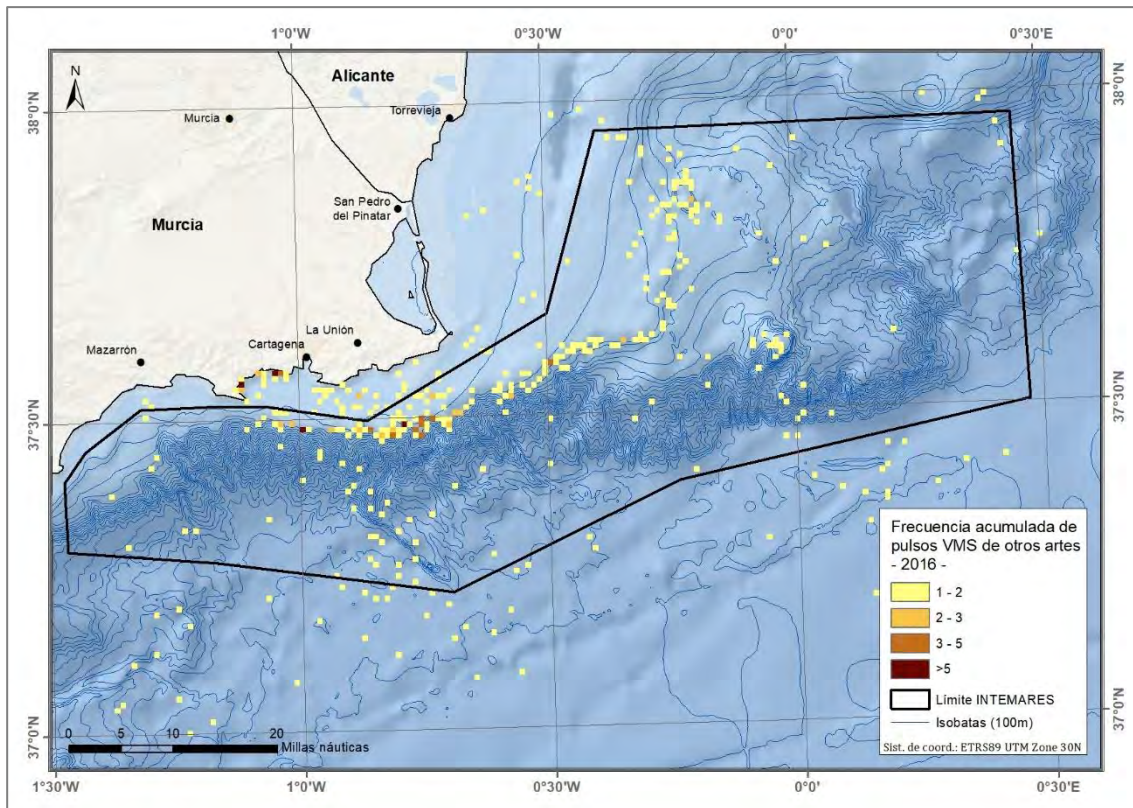 1°0'W
0°30'W
0°0'
0°30'E
N
Alicante
Torrevieja
Murcia
38°0'N
38°0'N
San Pedro
del Pinatar
Murcia
La Unión
Cartagena
Mazarrón
37°30'N
37°30'N
Frecuencia acumulada de
pulsos VMS de otros artes
- 2016 -
1 - 2
2 - 3
3 - 5
>5
Límite INTEMARES
Isobatas (100m)
Sist. de coord.: ETRS89 UTM Zone 30N
37°0'N
37°0'N
0 5 10 20
Millas náuticas
1°30'W
1°0'W
0°30'W
0°0'
0°30'E